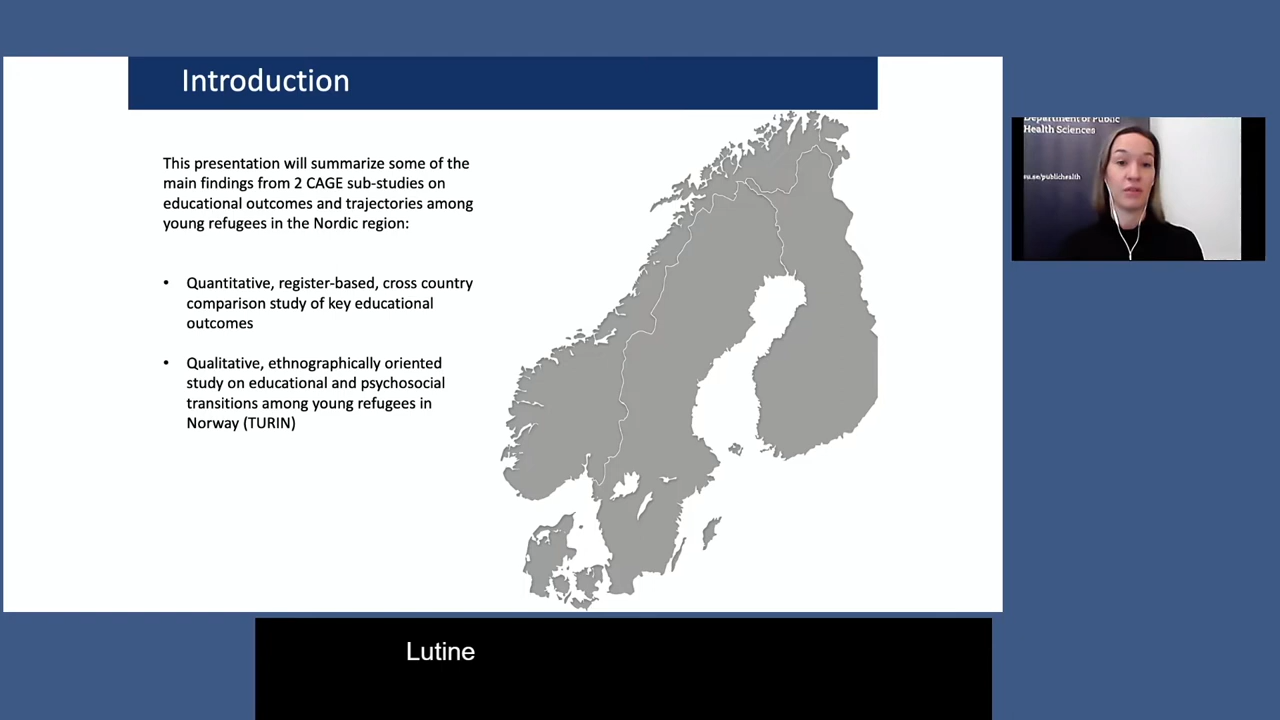 Introduction
This presentation will summarize some of the
main findings from 2 CAGE sub-studies on
educational outcomes and trajectories among
young refugees in the Nordic region:
• Quantitative, register-based, cross country
comparison study of key educational
outcomes
• Qualitative, ethnographically oriented
study on educational and psychosocial
transitions among young refugees in
Norway (TURIN)
Department of Public
Health Sciences
su.se/publichealth
Lutine